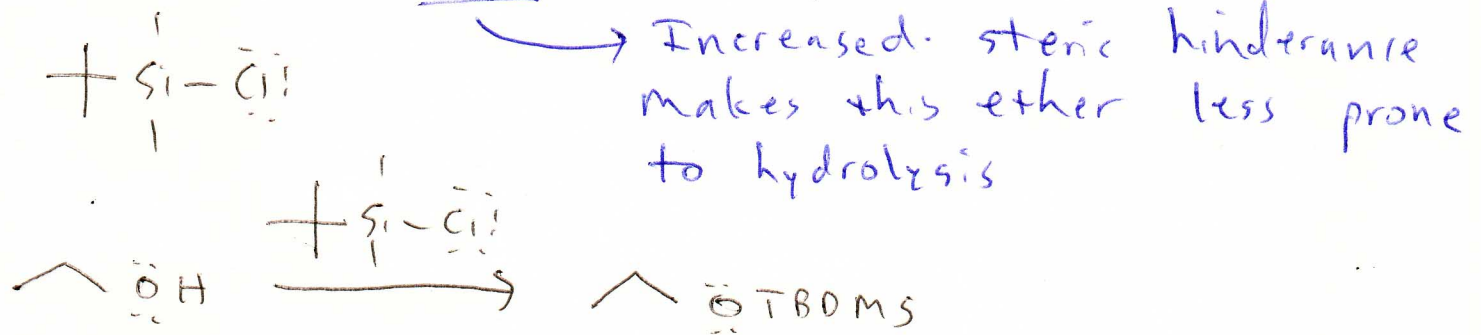 Increased. steric hinderance
Si–Cl
makes this ether less prone
to hydrolysis
Si–Cl
OH OTBDMS